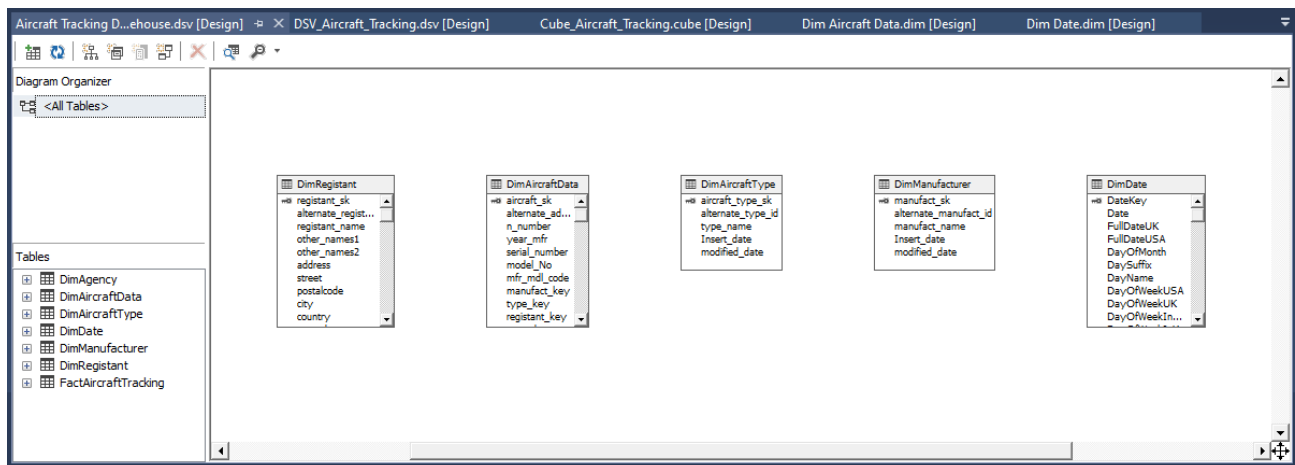 Aircraft Tracking D...ehouse.dsv [Design]
DSV_Aircraft_Tracking.dsv [Design]
Cube_Aircraft_Tracking.cube [Design]
Dim Aircraft Data.dim [Design]
Dim Date.dim [Design]
Diagram Organizer
<All Tables>
Tables
DimAgency
DimAircraftData
DimAircraftType
DimDate
DimManufacturer
DimRegistant
FactAircraftTracking
DimRegistant
registant_sk
alternate_regist...
registant_name
other_names1
other_names2
address
street
postalcode
city
country
DimAircraftData
aircraft_sk
alternate_ad...
n_number
year_mfr
serial_number
model_No
mfr_mdl_code
manufact_key
type_key
registant_key
DimAircraftType
aircraft_type_sk
alternate_type_id
type_name
Insert_date
modified_date
DimManufacturer
manufact_sk
alternate_manufact_id
manufact_name
Insert_date
modified_date
DimDate
DateKey
Date
FullDateUK
FullDateUSA
DayOfMonth
DaySuffix
DayName
DayOfWeekUSA
DayOfWeekUK
DayOfWeekIn...